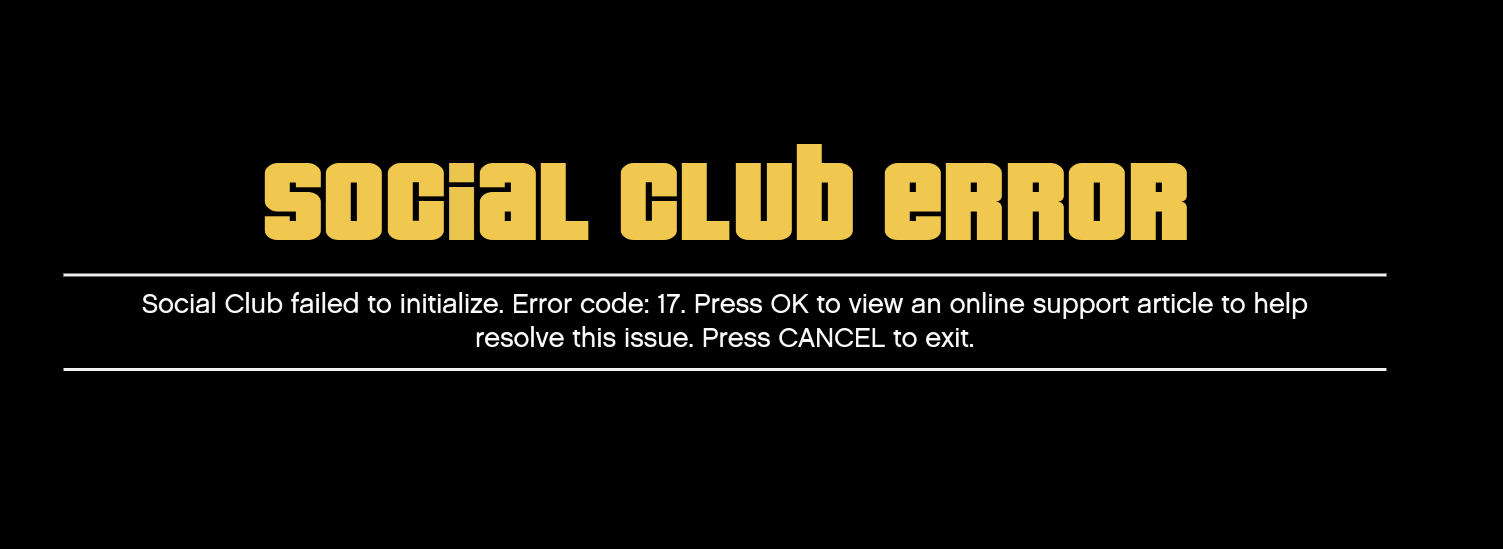 social club error
Social Club failed to initialize. Error code: 17. Press OK to view an online support article to help
resolve this issue. Press CANCEL to exit.